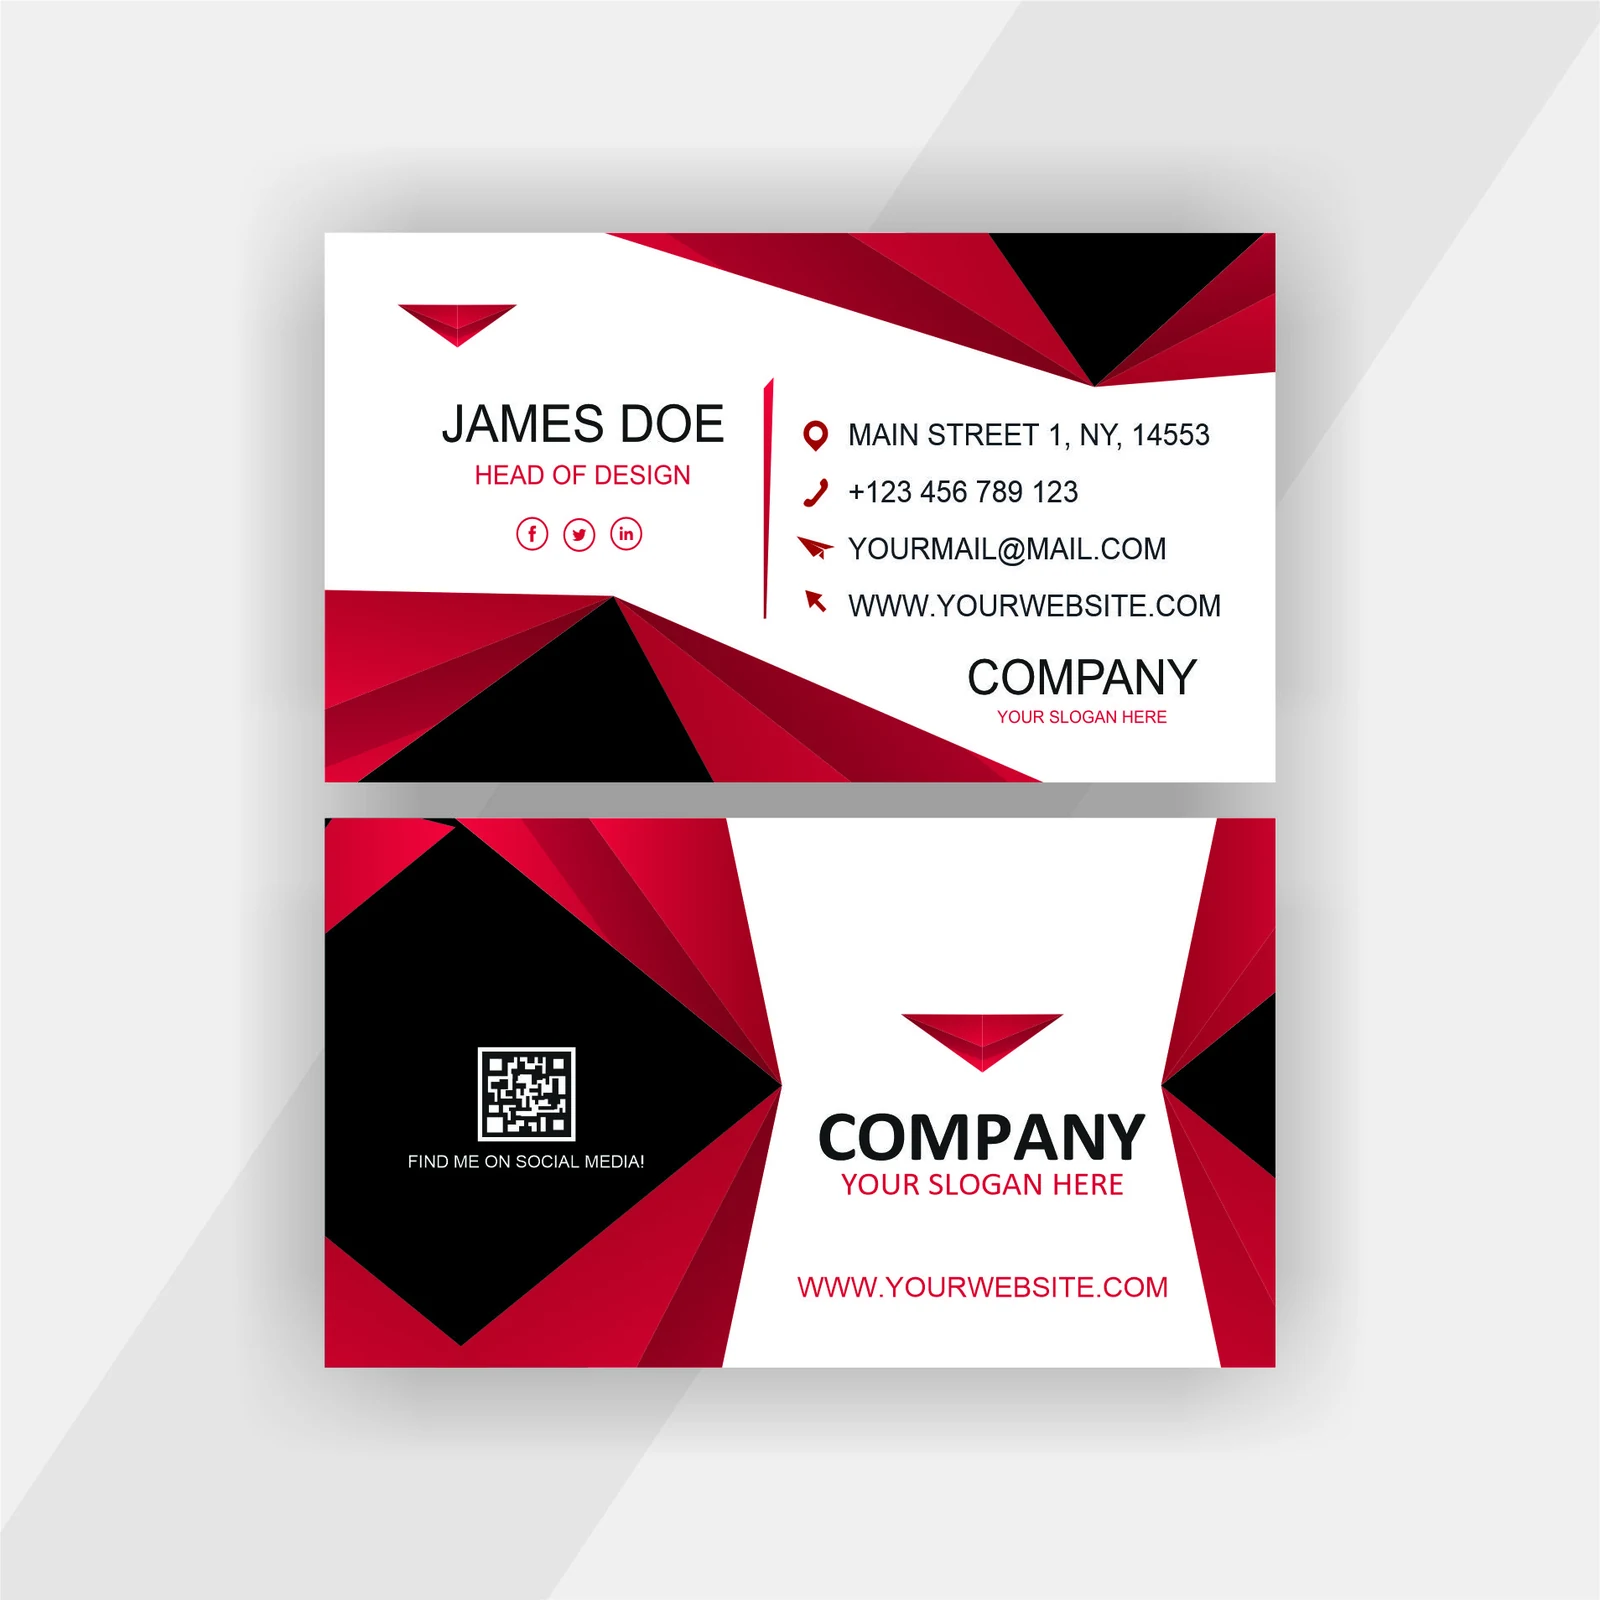 JAMES DOE
HEAD OF DESIGN
MAIN STREET 1, NY, 14553
+123 456 789 123
YOURMAIL@MAIL.COM
WWW.YOURWEBSITE.COM
COMPANY
YOUR SLOGAN HERE
FIND ME ON SOCIAL MEDIA!
COMPANY
YOUR SLOGAN HERE
WWW.YOURWEBSITE.COM